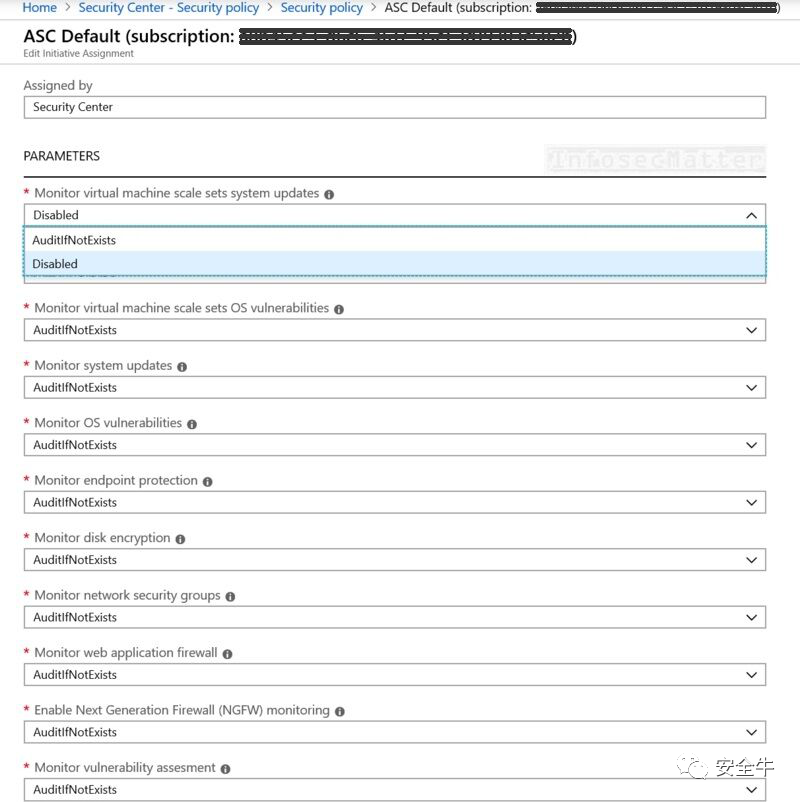 Home > Security Center - Security policy > Security policy > ASC Default (subscription: )
ASC Default (subscription: )
Edit Initiative Assignment
Assigned by
Security Center
PARAMETERS
InfosecMatter
* Monitor virtual machine scale sets system updates
Disabled
AuditIfNotExists
Disabled
* Monitor virtual machine scale sets OS vulnerabilities
AuditIfNotExists
* Monitor system updates
AuditIfNotExists
* Monitor OS vulnerabilities
AuditIfNotExists
* Monitor endpoint protection
AuditIfNotExists
* Monitor disk encryption
AuditIfNotExists
* Monitor network security groups
AuditIfNotExists
* Monitor web application firewall
AuditIfNotExists
* Enable Next Generation Firewall (NGFW) monitoring
AuditIfNotExists
* Monitor vulnerability assesment
安全牛
AuditIfNotExists